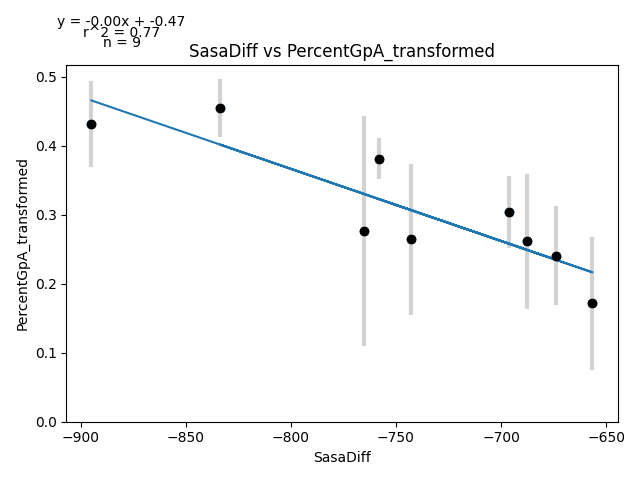 y = -0.00x + -0.47
r^2 = 0.77
n = 9
SasaDiff vs PercentGpA_transformed
PercentGpA_transformed
0.5
0.4
0.3
0.2
0.1
0.0
−900
−850
−800
−750
−700
−650
SasaDiff